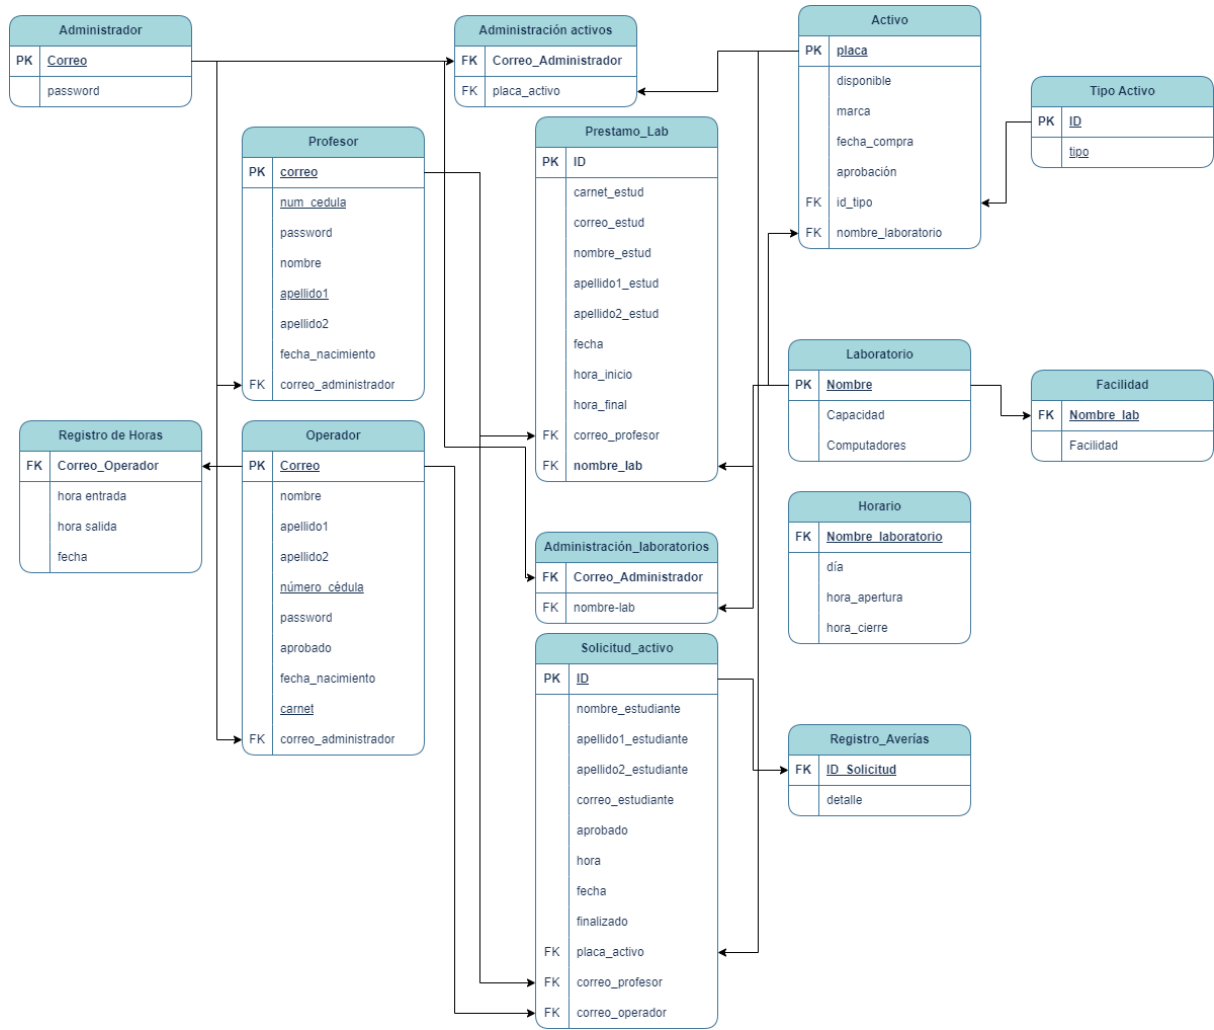 Administrador
PK Correo
password
Administración activos
FK Correo_Administrador
FK placa_activo
Activo
PK placa
disponible
marca
fecha_compra
aprobación
FK id_tipo
FK nombre_laboratorio
Tipo Activo
PK ID
tipo
Profesor
PK correo
num_cedula
password
nombre
apellido1
apellido2
fecha_nacimiento
FK correo_administrador
Prestamo_Lab
PK ID
carnet_estud
correo_estud
nombre_estud
apellido1_estud
apellido2_estud
fecha
hora_inicio
hora_final
FK correo_profesor
FK nombre_lab
Laboratorio
PK Nombre
Capacidad
Computadores
Facilidad
FK Nombre_lab
Facilidad
Registro de Horas
FK Correo_Operador
hora entrada
hora salida
fecha
Operador
PK Correo
nombre
apellido1
apellido2
número_cédula
password
aprobado
fecha_nacimiento
carnet
FK correo_administrador
Horario
FK Nombre_laboratorio
día
hora_apertura
hora_cierre
Administración_laboratorios
FK Correo_Administrador
FK nombre-lab
Solicitud_activo
PK ID
nombre_estudiante
apellido1_estudiante
apellido2_estudiante
correo_estudiante
aprobado
hora
fecha
finalizado
FK placa_activo
FK correo_profesor
FK correo_operador
Registro_Averías
FK ID_Solicitud
detalle